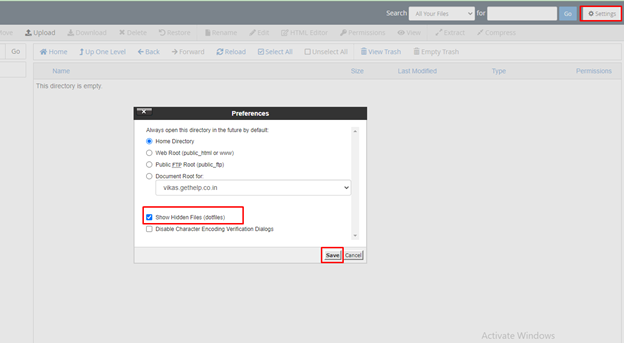 Search All Your Files for Go Settings
Move Upload Download Delete Restore Rename Edit HTML Editor Permissions View Extract Compress
Go Home Up One Level Back Forward Reload Select All Unselect All View Trash Empty Trash
Name Size Last Modified Type Permissions
This directory is empty.
Preferences
Always open this directory in the future by default:
Home Directory
Web Root (public_html or www)
Public FTP Root (public_ftp)
Document Root for:
vikas.gethelp.co.in
Show Hidden Files (dotfiles)
Disable Character Encoding Verification Dialogs
Save Cancel
Activate Windows